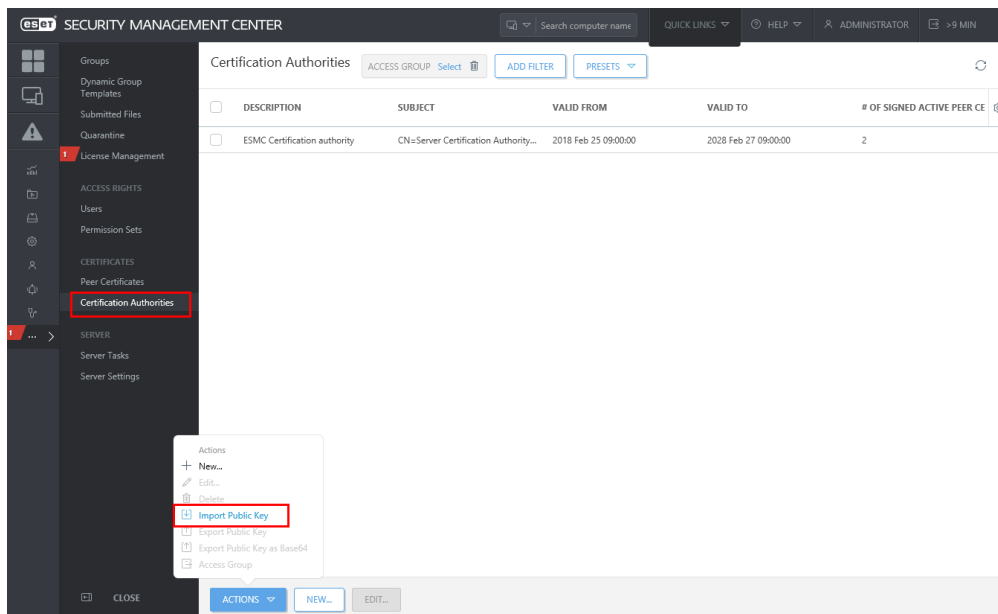 eset SECURITY MANAGEMENT CENTER
Search computer name
QUICK LINKS
HELP
ADMINISTRATOR
>9 MIN
Groups
Dynamic Group
Templates
Submitted Files
Quarantine
1
License Management
ACCESS RIGHTS
Users
Permission Sets
CERTIFICATES
Peer Certificates
Certification Authorities
1
...
SERVER
Server Tasks
Server Settings
CLOSE
Certification Authorities
ACCESS GROUP Select
ADD FILTER
PRESETS
DESCRIPTION SUBJECT VALID FROM VALID TO # OF SIGNED ACTIVE PEER CE
ESMC Certification authority CN=Server Certification Authority... 2018 Feb 25 09:00:00 2028 Feb 27 09:00:00 2
Actions
New...
Edit...
Delete
Import Public Key
Export Public Key
Export Public Key as Base64
Access Group
ACTIONS
NEW...
EDIT...